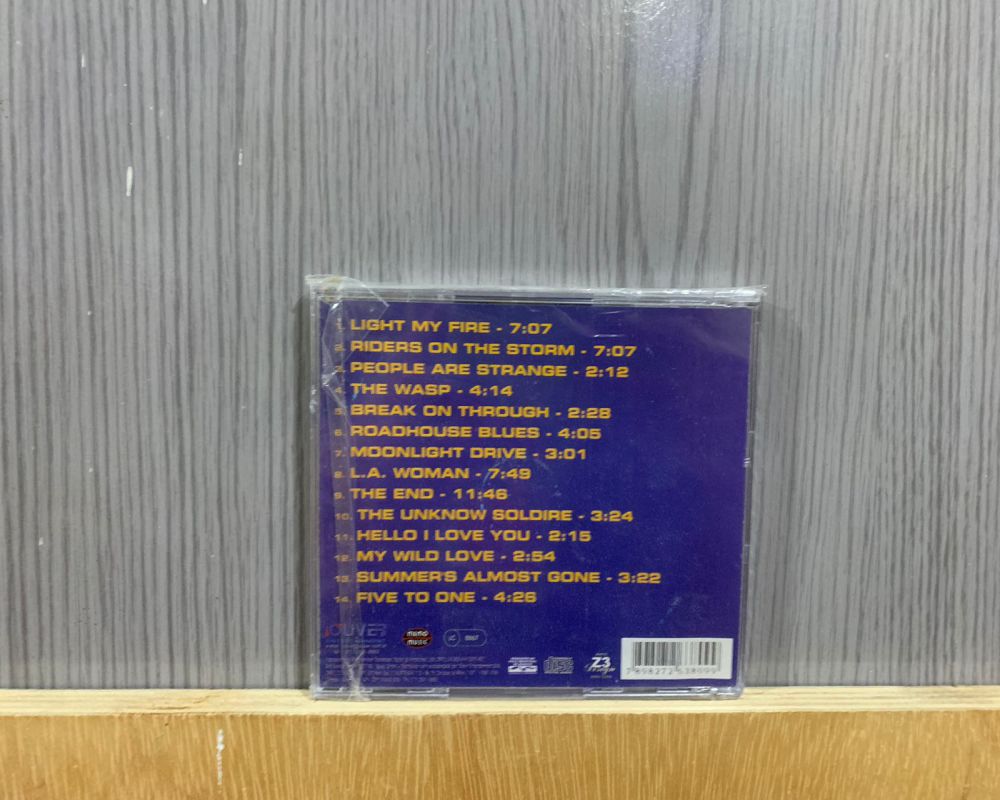 1. LIGHT MY FIRE - 7:07
2. RIDERS ON THE STORM - 7:07
3. PEOPLE ARE STRANGE - 2:12
4. THE WASP - 4:14
5. BREAK ON THROUGH - 2:28
6. ROADHOUSE BLUES - 4:05
7. MOONLIGHT DRIVE - 3:01
8. L.A. WOMAN - 7:49
9. THE END - 11:46
10. THE UNKNOW SOLDIRE - 3:24
11. HELLO I LOVE YOU - 2:15
12. MY WILD LOVE - 2:54
13. SUMMER'S ALMOST GONE - 3:22
14. FIVE TO ONE - 4:26
LC
Z3